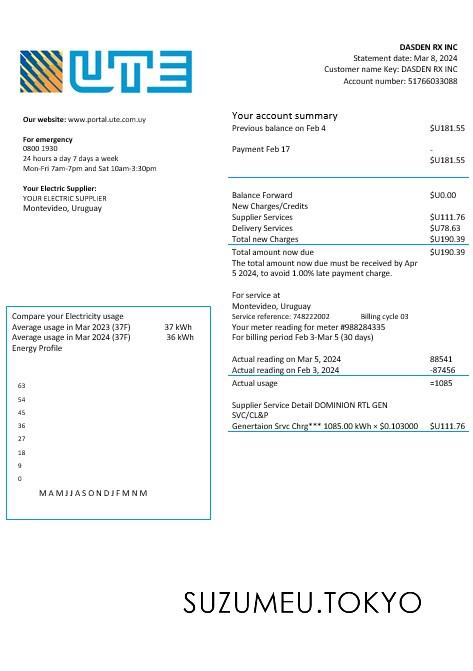 UTE
DASDEN RX INC
Statement date: Mar 8, 2024
Customer name Key: DASDEN RX INC
Account number: 51766033088
Our website: www.portal.ute.com.uy
For emergency
0800 1930
24 hours a day 7 days a week
Mon-Fri 7am-7pm and Sat 10am-3:30pm
Your Electric Supplier:
YOUR ELECTRIC SUPPLIER
Montevideo, Uruguay
Your account summary
Previous balance on Feb 4 $U181.55
Payment Feb 17 -
$U181.55
Balance Forward $U0.00
New Charges/Credits
Supplier Services $U111.76
Delivery Services $U78.63
Total new Charges $U190.39
Total amount now due $U190.39
The total amount now due must be received by Apr
5 2024, to avoid 1.00% late payment charge.
For service at
Montevideo, Uruguay
Service reference: 748222002 Billing cycle 03
Your meter reading for meter #988284335
For billing period Feb 3-Mar 5 (30 days)
Actual reading on Mar 5, 2024 88541
Actual reading on Feb 3, 2024 -87456
Actual usage =1085
Supplier Service Detail DOMINION RTL GEN
SVC/CL&P
Genertaion Srvc Chrg*** 1085.00 kWh × $0.103000 $U111.76
Compare your Electricity usage
Average usage in Mar 2023 (37F) 37 kWh
Average usage in Mar 2024 (37F) 36 kWh
Energy Profile
63
54
45
36
27
18
9
0
M A M J J A S O N D J F M N M
SUZUMEU.TOKYO